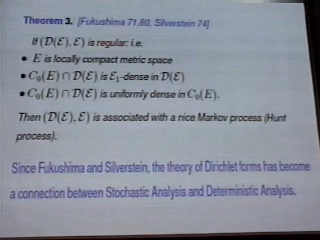 Theorem 3. [Fukushima 71,80, Silverstein 74]
If (D(E), E) is regular: i.e.
• E is locally compact metric space
• C₀(E) ∩ D(E) is E₁-dense in D(E)
• C₀(E) ∩ D(E) is uniformly dense in C₀(E).
Then (D(E), E) is associated with a nice Markov process (Hunt
process).
Since Fukushima and Silverstein, the theory of Dirichlet forms has become
a connection between Stochastic Analysis and Deterministic Analysis.